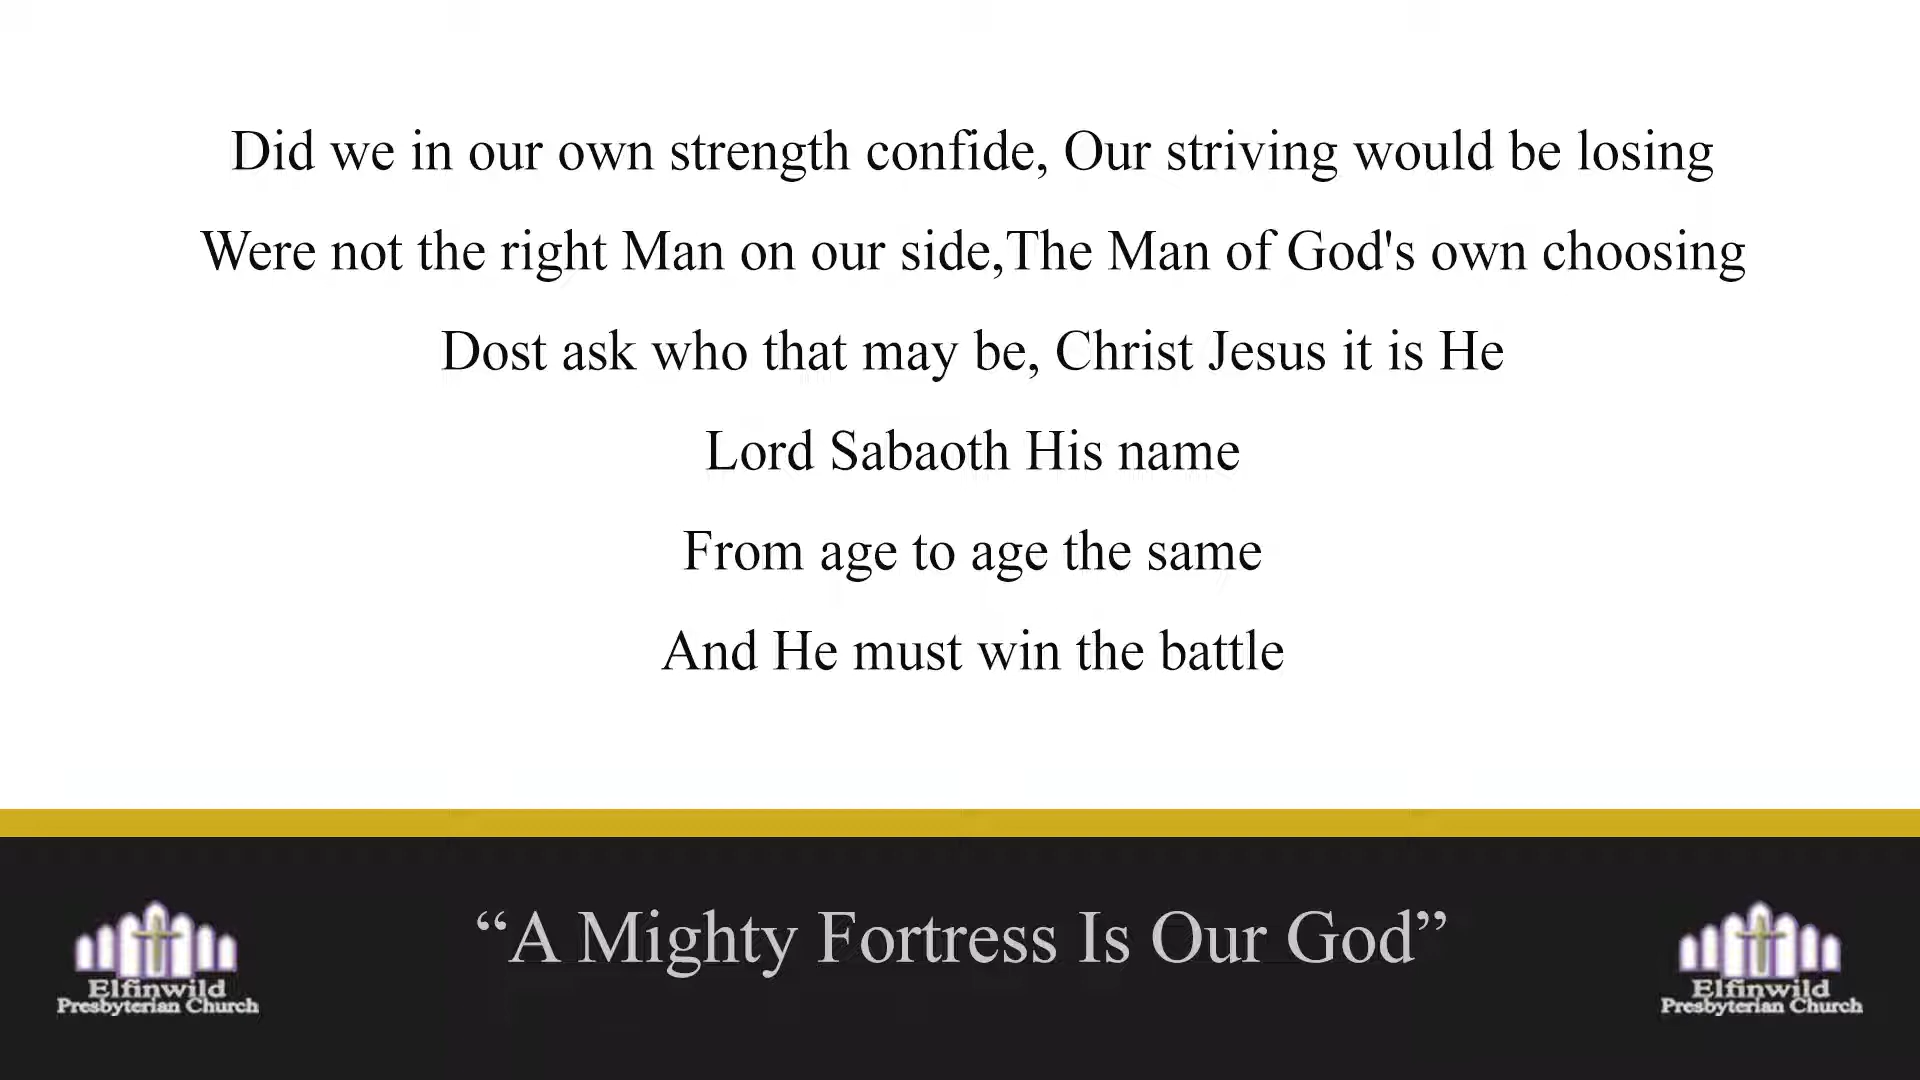 Did we in our own strength confide, Our striving would be losing
Were not the right Man on our side,The Man of God's own choosing
Dost ask who that may be, Christ Jesus it is He
Lord Sabaoth His name
From age to age the same
And He must win the battle
“A Mighty Fortress Is Our God”
Elfinwild
Presbyterian Church
Elfinwild
Presbyterian Church